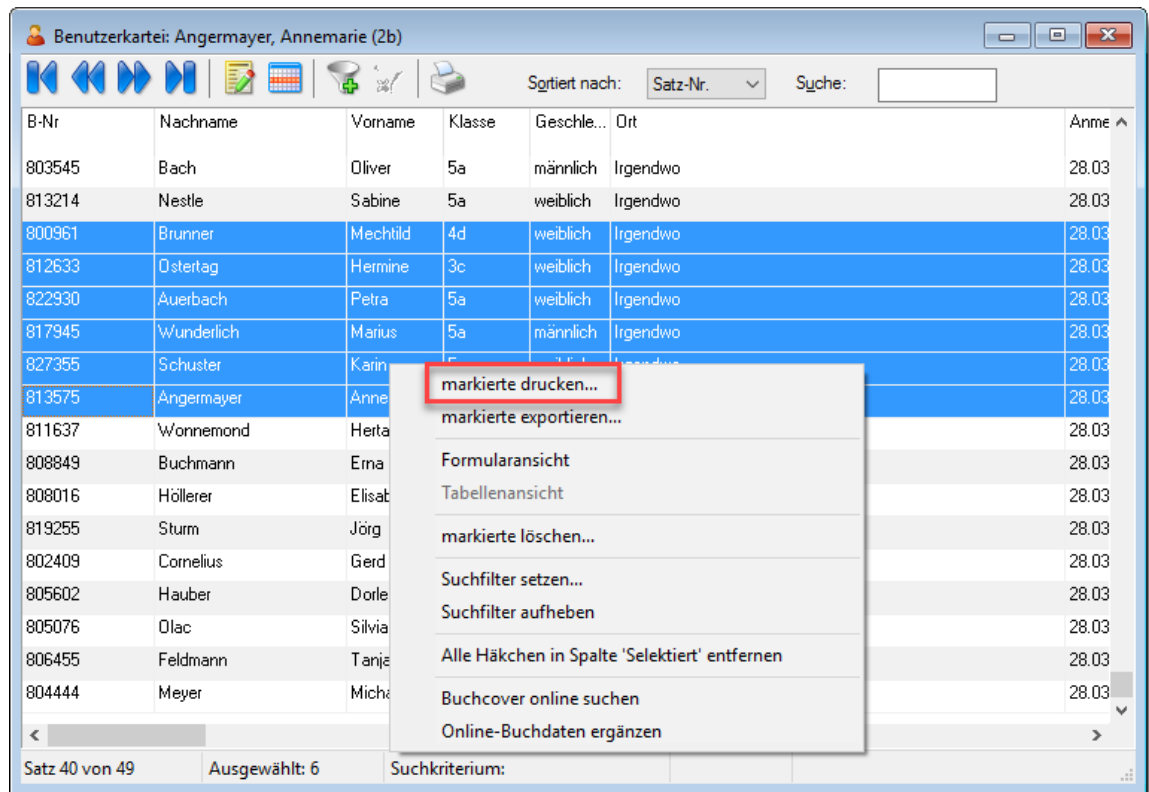 Benutzerkartei: Angermayer, Annemarie (2b)
Sortiert nach: Satz-Nr. Suche:
B-Nr Nachname Vorname Klasse Geschle... Ort Anme
803545 Bach Oliver 5a männlich Irgendwo 28.03
813214 Nestle Sabine 5a weiblich Irgendwo 28.03
800961 Brunner Mechtild 4d weiblich Irgendwo 28.03
812633 Ostertag Hermine 3c weiblich Irgendwo 28.03
822930 Auerbach Petra 5a weiblich Irgendwo 28.03
817945 Wunderlich Marius 5a männlich Irgendwo 28.03
827355 Schuster Karin 28.03
813575 Angermayer Anne 28.03
811637 Wonnemond Herta 28.03
808849 Buchmann Erna 28.03
808016 Höllerer Elisab 28.03
819255 Sturm Jörg 28.03
802409 Cornelius Gerd 28.03
805602 Hauber Dorle 28.03
805076 Olac Silvia 28.03
806455 Feldmann Tanja 28.03
804444 Meyer Micha 28.03
markierte drucken...
markierte exportieren...
Formularansicht
Tabellenansicht
markierte löschen...
Suchfilter setzen...
Suchfilter aufheben
Alle Häkchen in Spalte 'Selektiert' entfernen
Buchcover online suchen
Online-Buchdaten ergänzen
Satz 40 von 49 Ausgewählt: 6 Suchkriterium: